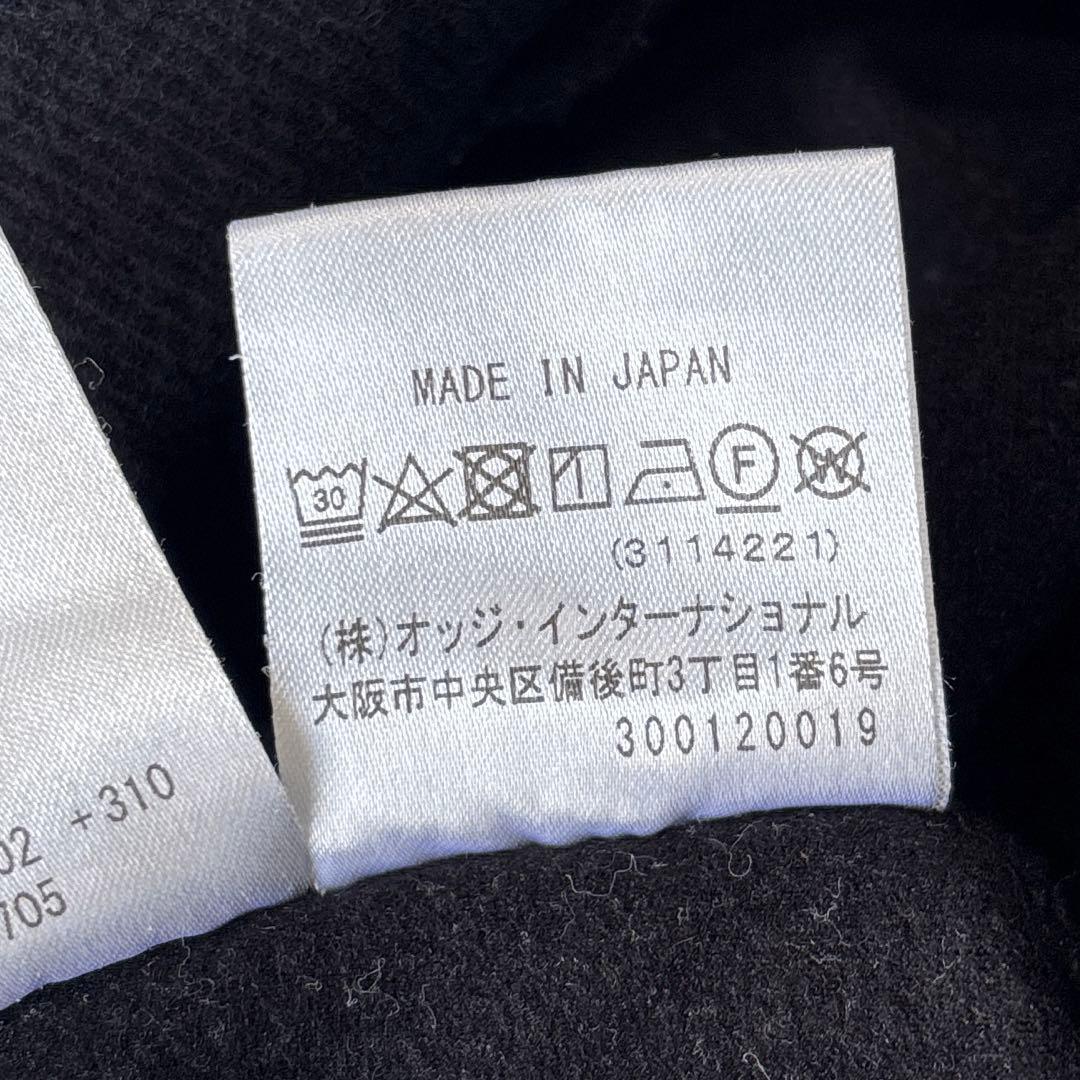 MADE IN JAPAN
30
F
W
(3114221)
(株)オッジ・インターナショナル
大阪市中央区備後町3丁目1番6号
300120019
02 +310
705